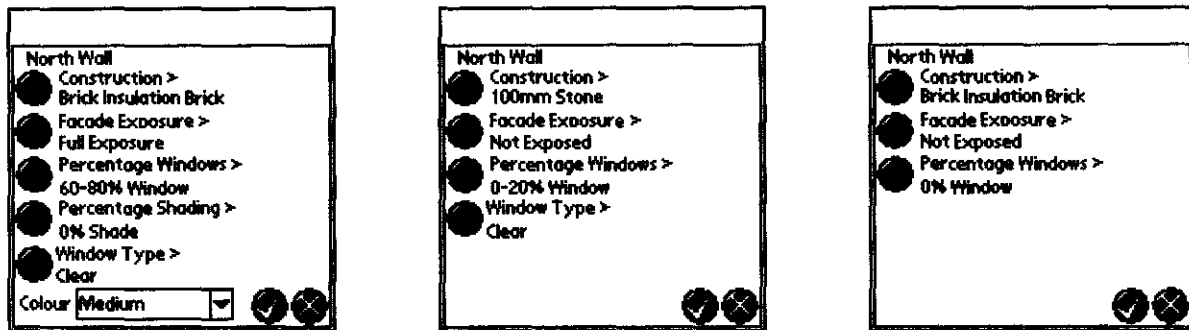 North Wall
Construction >
Brick Insulation Brick
Facade Exposure >
Full Exposure
Percentage Windows >
60-80% Window
Percentage Shading >
0% Shade
Window Type >
Clear
Colour Medium
North Wall
Construction >
100mm Stone
Facade Exposure >
Not Exposed
Percentage Windows >
0-20% Window
Window Type >
Clear
North Wall
Construction >
Brick Insulation Brick
Facade Exposure >
Not Exposed
Percentage Windows >
0% Window